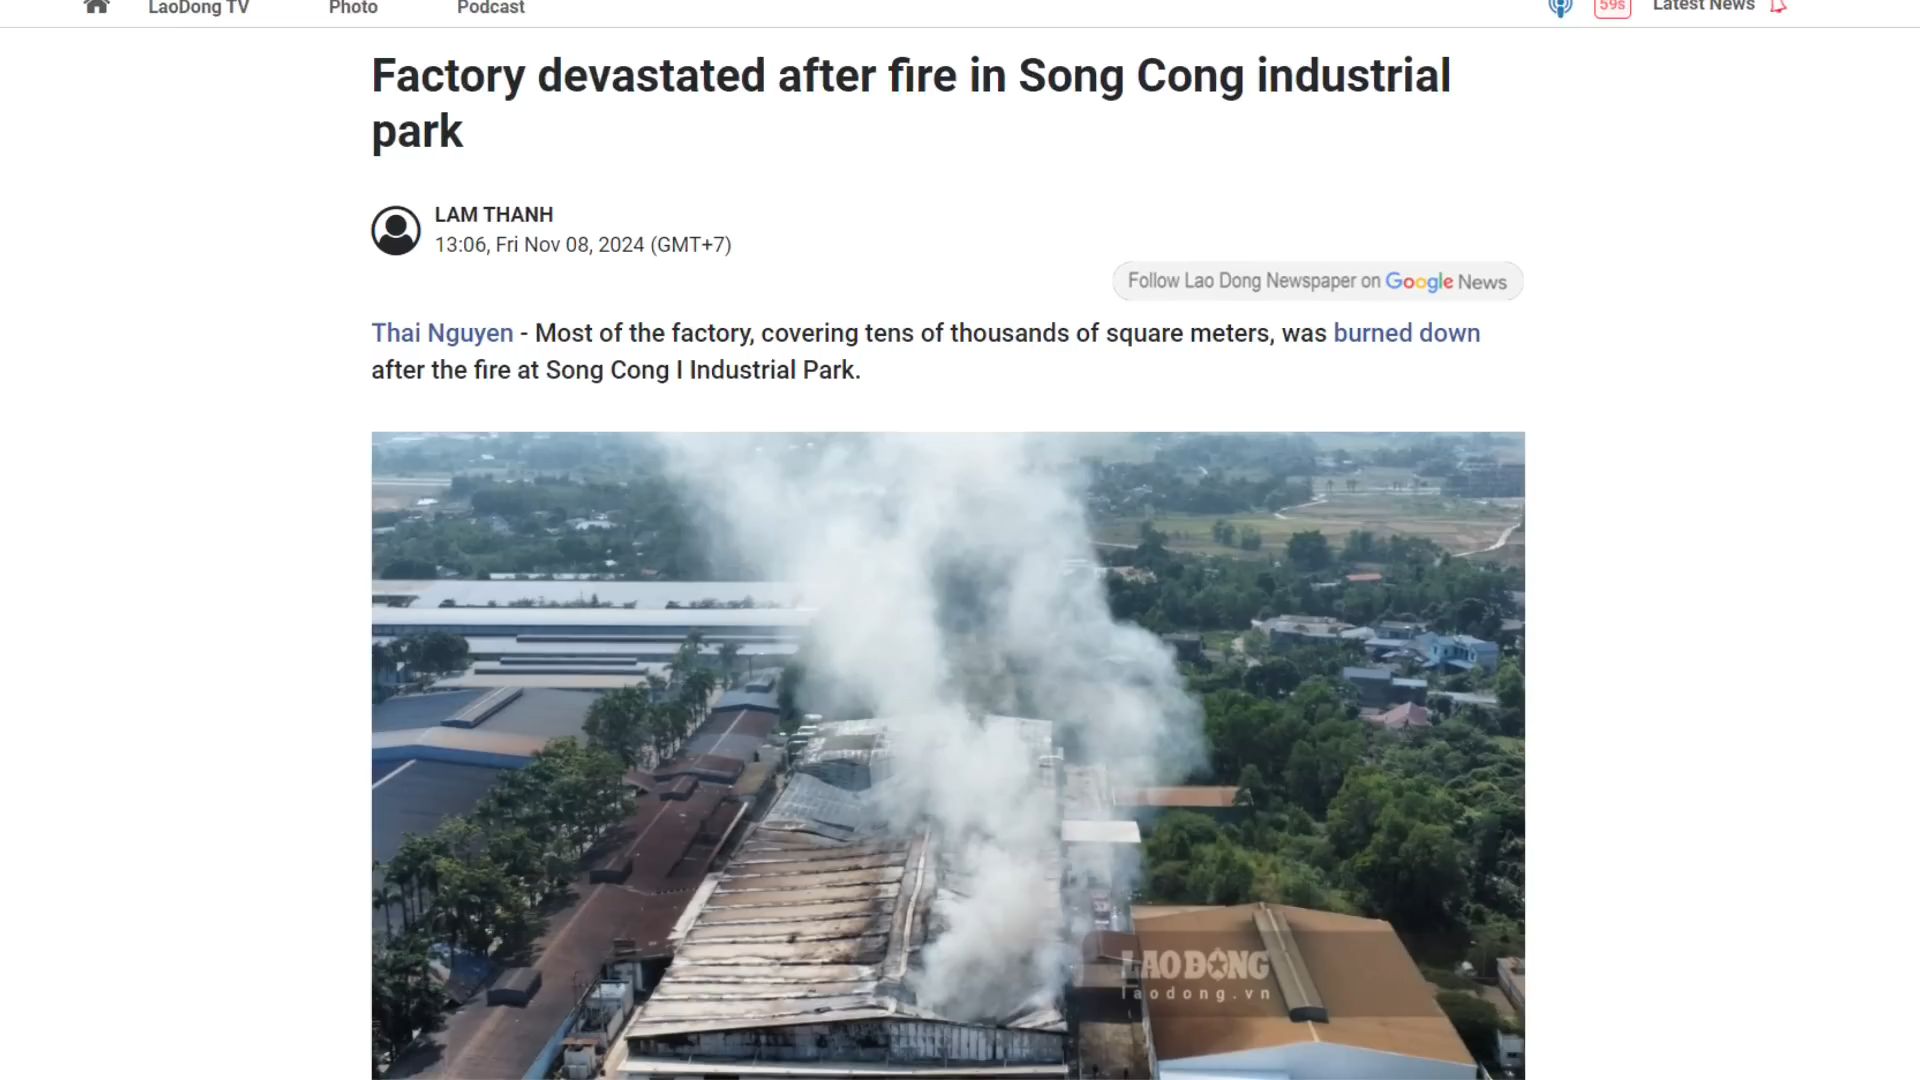 LaoDong TV Photo Podcast 59s Latest News
Factory devastated after fire in Song Cong industrial
park
LAM THANH
13:06, Fri Nov 08, 2024 (GMT+7)
Follow Lao Dong Newspaper on Google News
Thai Nguyen - Most of the factory, covering tens of thousands of square meters, was burned down
after the fire at Song Cong I Industrial Park.
LAO DONG
laodong.vn